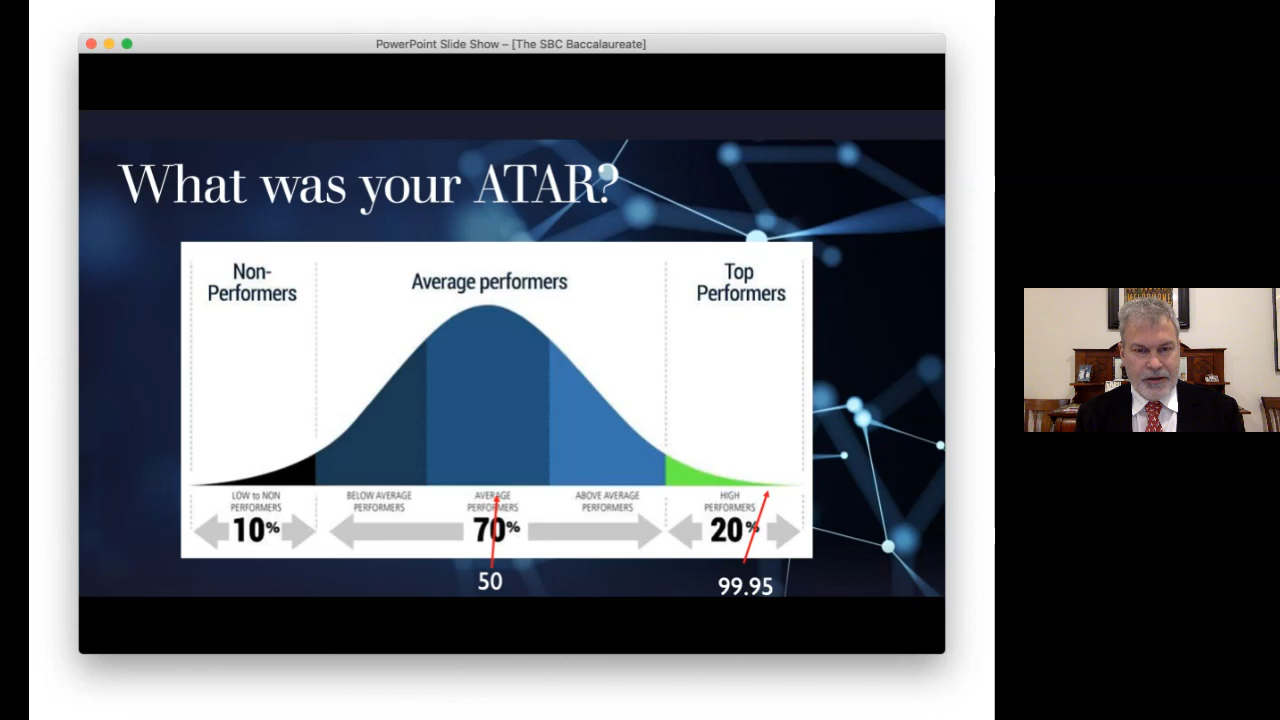 PowerPoint Slide Show – [The SBC Baccalaureate]
What was your ATAR?
Non-
Performers
Average performers
Top
Performers
LOW to NON
PERFORMERS
10%
BELOW AVERAGE
PERFORMERS
AVERAGE
PERFORMERS
70%
ABOVE AVERAGE
PERFORMERS
HIGH
PERFORMERS
20%
50
99.95
MELBOURNE